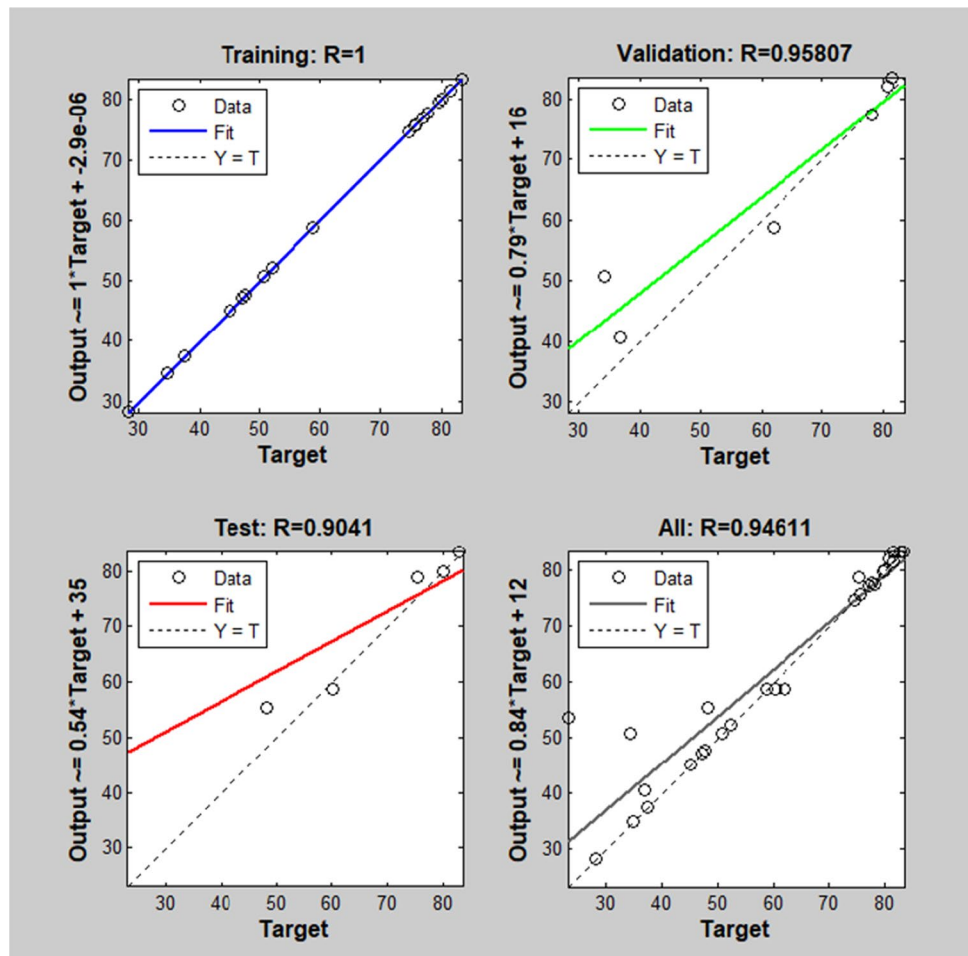 Training: R=1
Output ~= 1*Target + -2.9e-06
Data
Fit
Y = T
80
70
60
50
40
30
30 40 50 60 70 80
Target
Validation: R=0.95807
Output ~= 0.79*Target + 16
Data
Fit
Y = T
80
70
60
50
40
30
30 40 50 60 70 80
Target
Test: R=0.9041
Output ~= 0.54*Target + 35
Data
Fit
Y = T
80
70
60
50
40
30
30 40 50 60 70 80
Target
All: R=0.94611
Output ~= 0.84*Target + 12
Data
Fit
Y = T
80
70
60
50
40
30
30 40 50 60 70 80
Target